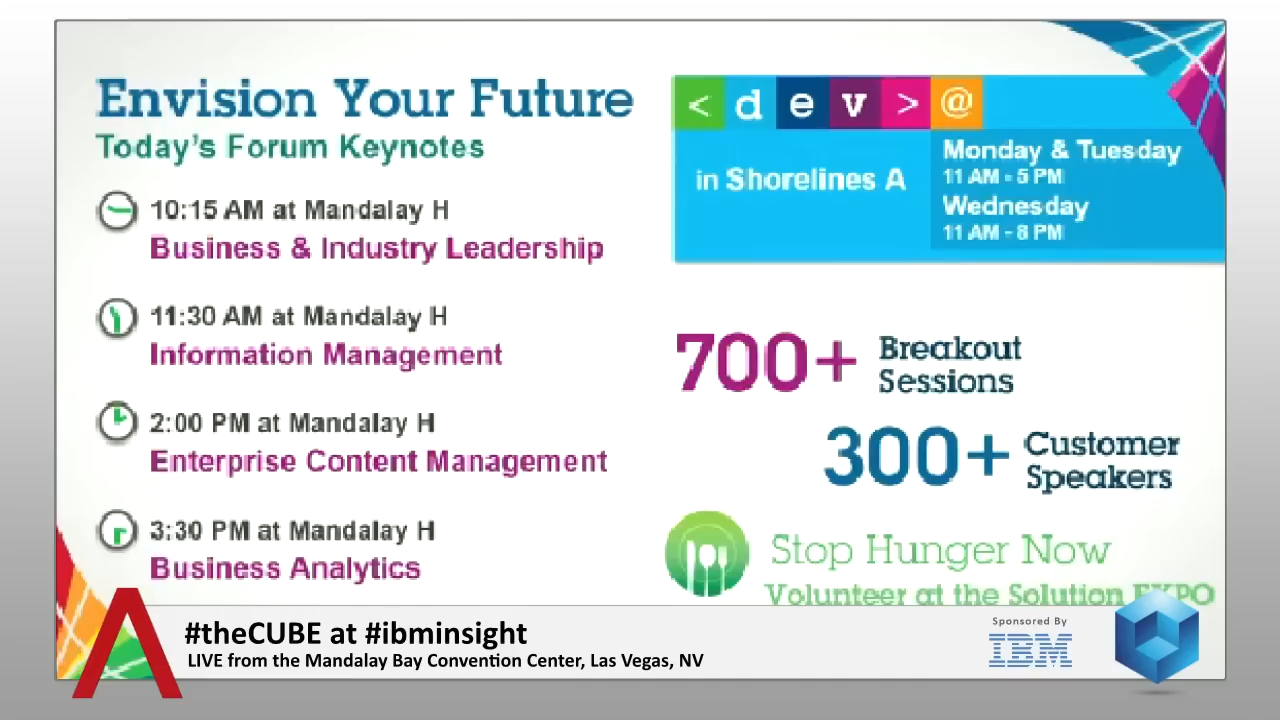 Envision Your Future
Today's Forum Keynotes
10:15 AM at Mandalay H
Business & Industry Leadership
11:30 AM at Mandalay H
Information Management
2:00 PM at Mandalay H
Enterprise Content Management
3:30 PM at Mandalay H
Business Analytics
<dev>@
in Shorelines A
Monday & Tuesday
11 AM - 5 PM
Wednesday
11 AM - 8 PM
700+ Breakout
Sessions
300+ Customer
Speakers
Stop Hunger Now
Volunteer at the Solution EXPO
#theCUBE at #ibminsight
LIVE from the Mandalay Bay Convention Center, Las Vegas, NV
Sponsored By
IBM